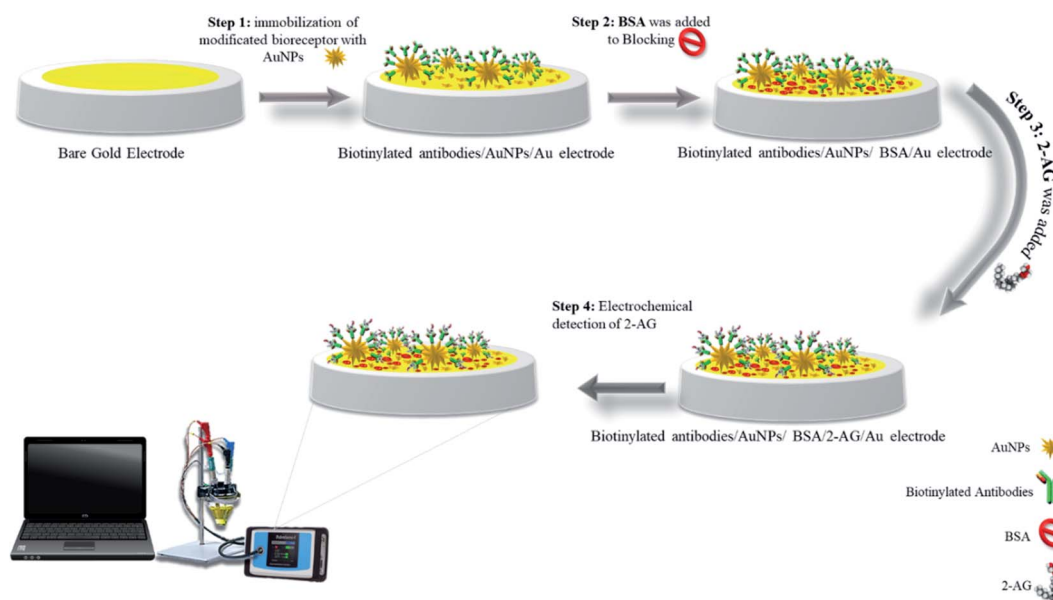 Step 1: immobilization of
modificated bioreceptor with
AuNPs
Step 2: BSA was added
to Blocking
Bare Gold Electrode
Biotinylated antibodies/AuNPs/Au electrode
Biotinylated antibodies/AuNPs/ BSA/Au electrode
Step 3: 2-AG was added
Step 4: Electrochemical
detection of 2-AG
Biotinylated antibodies/AuNPs/ BSA/2-AG/Au electrode
AuNPs
Biotinylated Antibodies
BSA
2-AG